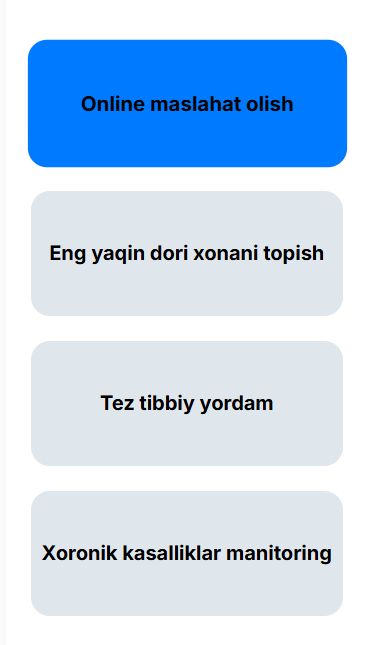 Online maslahat olish
Eng yaqin dori xonani topish
Tez tibbiy yordam
Xoronik kasalliklar manitoring